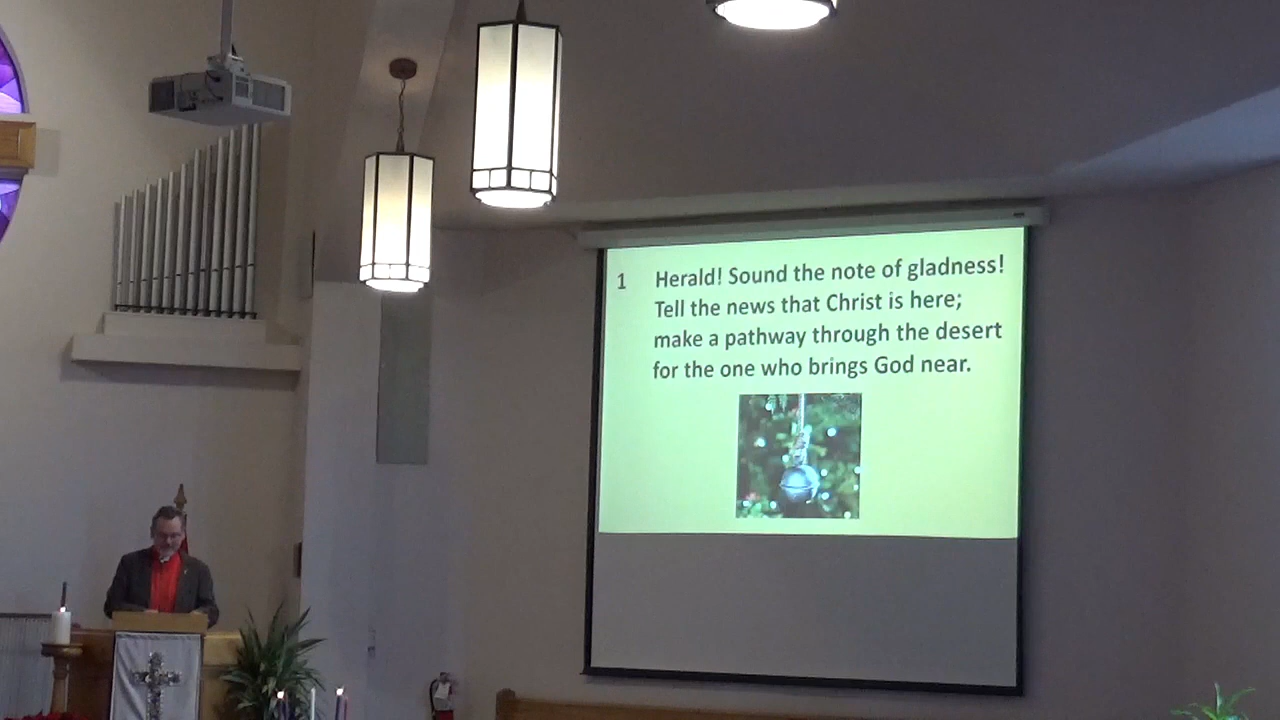 1 Herald! Sound the note of gladness!
Tell the news that Christ is here;
make a pathway through the desert
for the one who brings God near.